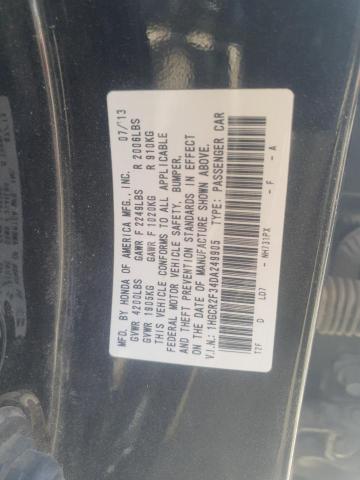 MFD. BY HONDA OF AMERICA MFG., INC. 07/13
GVWR 4200LBS GAWR F 2249LBS R 2006LBS
GVWR 1905KG GAWR F 1020KG R 910KG
THIS VEHICLE CONFORMS TO ALL APPLICABLE
FEDERAL MOTOR VEHICLE SAFETY, BUMPER,
AND THEFT PREVENTION STANDARDS IN EFFECT
ON THE DATE OF MANUFACTURE SHOWN ABOVE.
V.I.N.: 1HGCR2F34DA249905 TYPE: PASSENGER CAR
T2F D LD7 - NH731PX - F - A